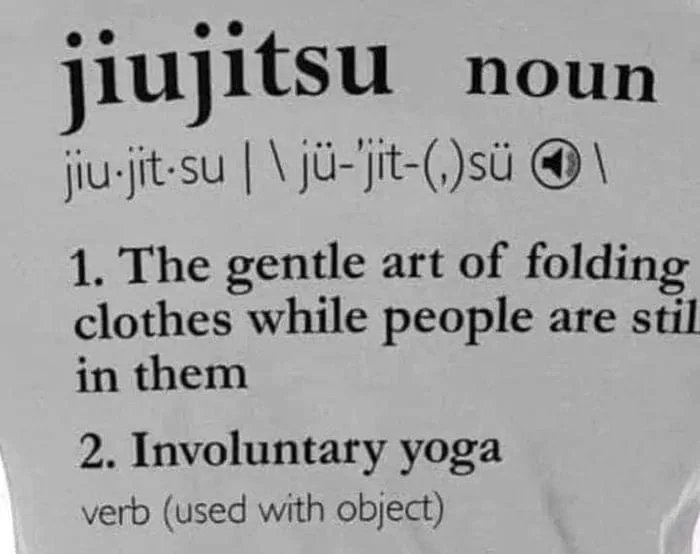 jiujitsu noun
jiu·jit·su | \ jü-'jit-(,)sü \
1. The gentle art of folding
clothes while people are stil
in them
2. Involuntary yoga
verb (used with object)